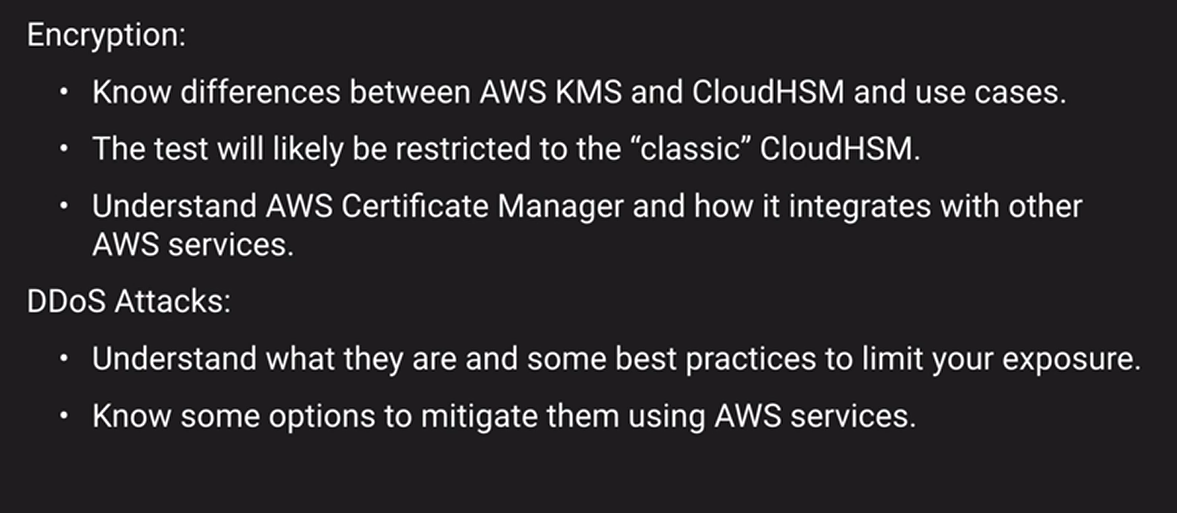 Encryption:
• Know differences between AWS KMS and CloudHSM and use cases.
• The test will likely be restricted to the “classic” CloudHSM.
• Understand AWS Certificate Manager and how it integrates with other
AWS services.
DDoS Attacks:
• Understand what they are and some best practices to limit your exposure.
• Know some options to mitigate them using AWS services.